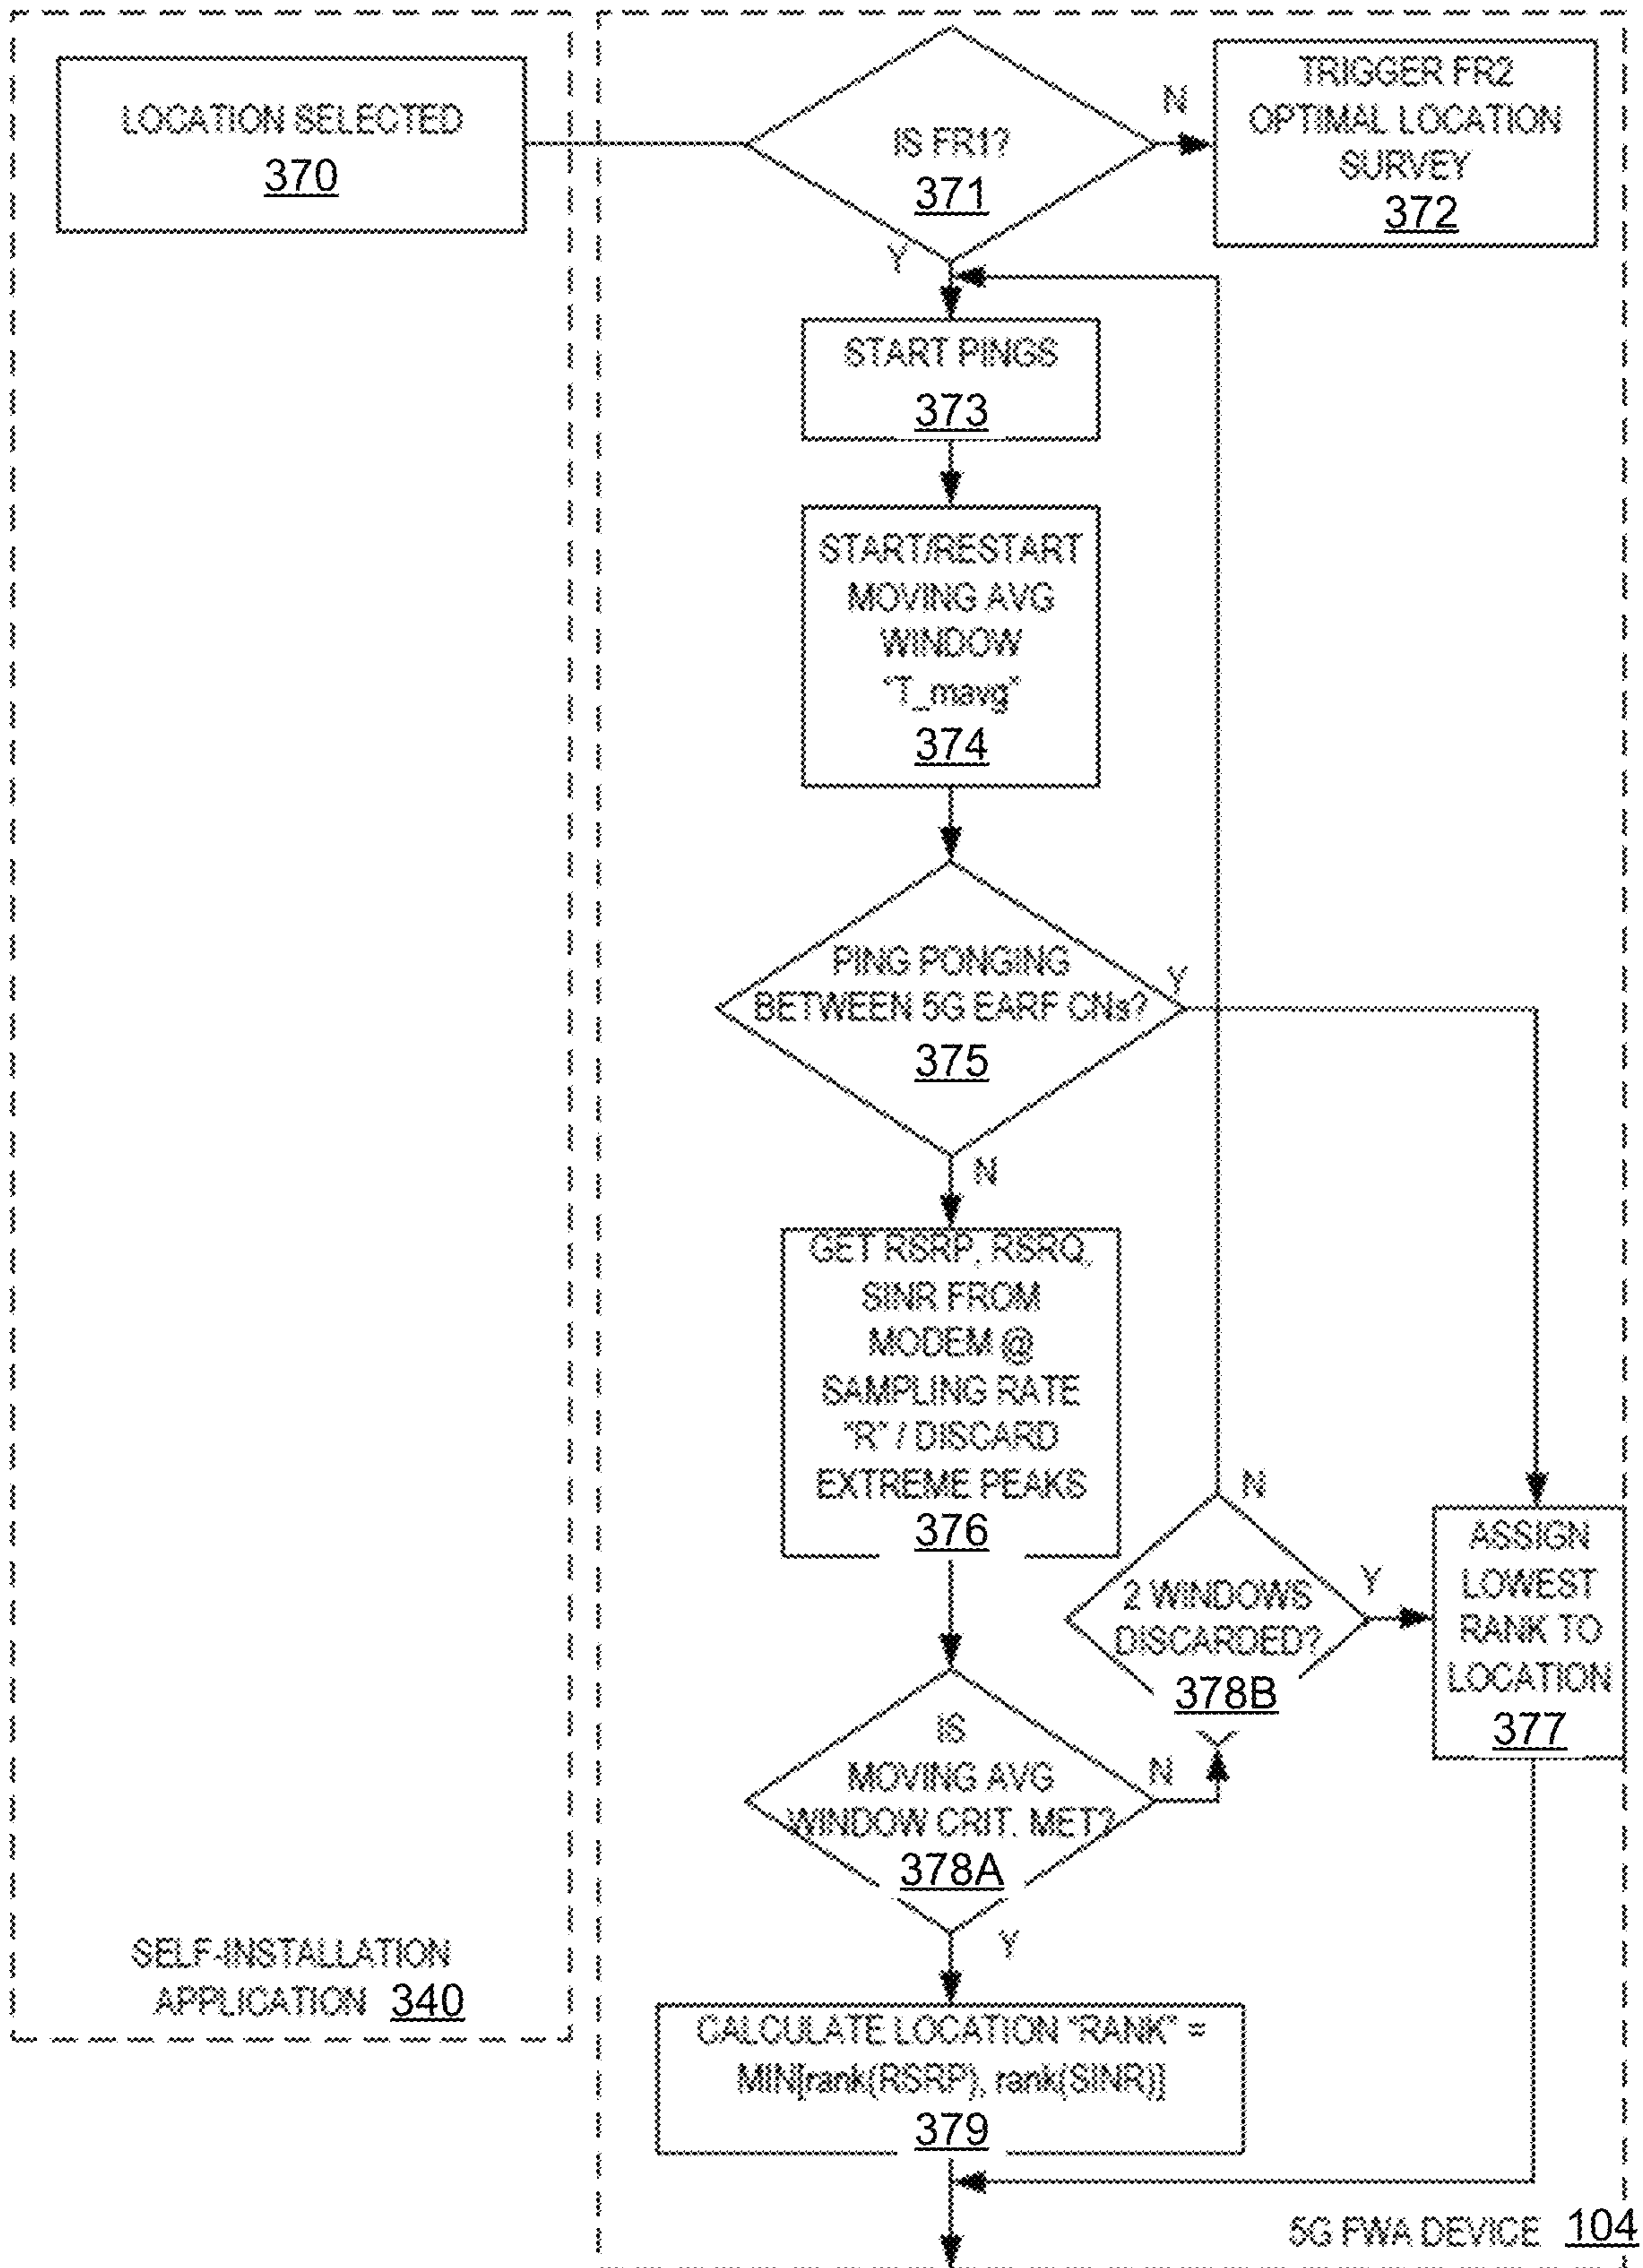 LOCATION SELECTED
370
IS FR1?
371
N
TRIGGER FR2
OPTIMAL LOCATION
SURVEY
372
Y
START PINGS
373
START/RESTART
MOVING AVG
WINDOW
"T_mavg"
374
PING PONGING
BETWEEN 5G EARF CNs?
375
Y
N
GET RSRP, RSRQ,
SINR FROM
MODEM @
SAMPLING RATE
"R" / DISCARD
EXTREME PEAKS
376
N
2 WINDOWS
DISCARDED?
378B
Y
ASSIGN
LOWEST
RANK TO
LOCATION
377
IS
MOVING AVG
WINDOW CRIT. MET?
378A
N
Y
CALCULATE LOCATION "RANK" =
MIN[rank(RSRP), rank(SINR)]
379
SELF-INSTALLATION
APPLICATION 340
5G FWA DEVICE 104